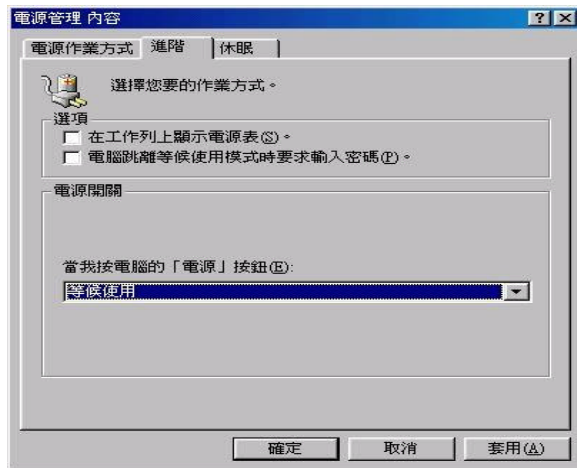 電源管理 內容
電源作業方式 進階 休眠
選擇您要的作業方式。
選項
在工作列上顯示電源表(S)。
電腦跳離等候使用模式時要求輸入密碼(P)。
電源開關
當我按電腦的「電源」按鈕(E):
等候使用
確定 取消 套用(A)